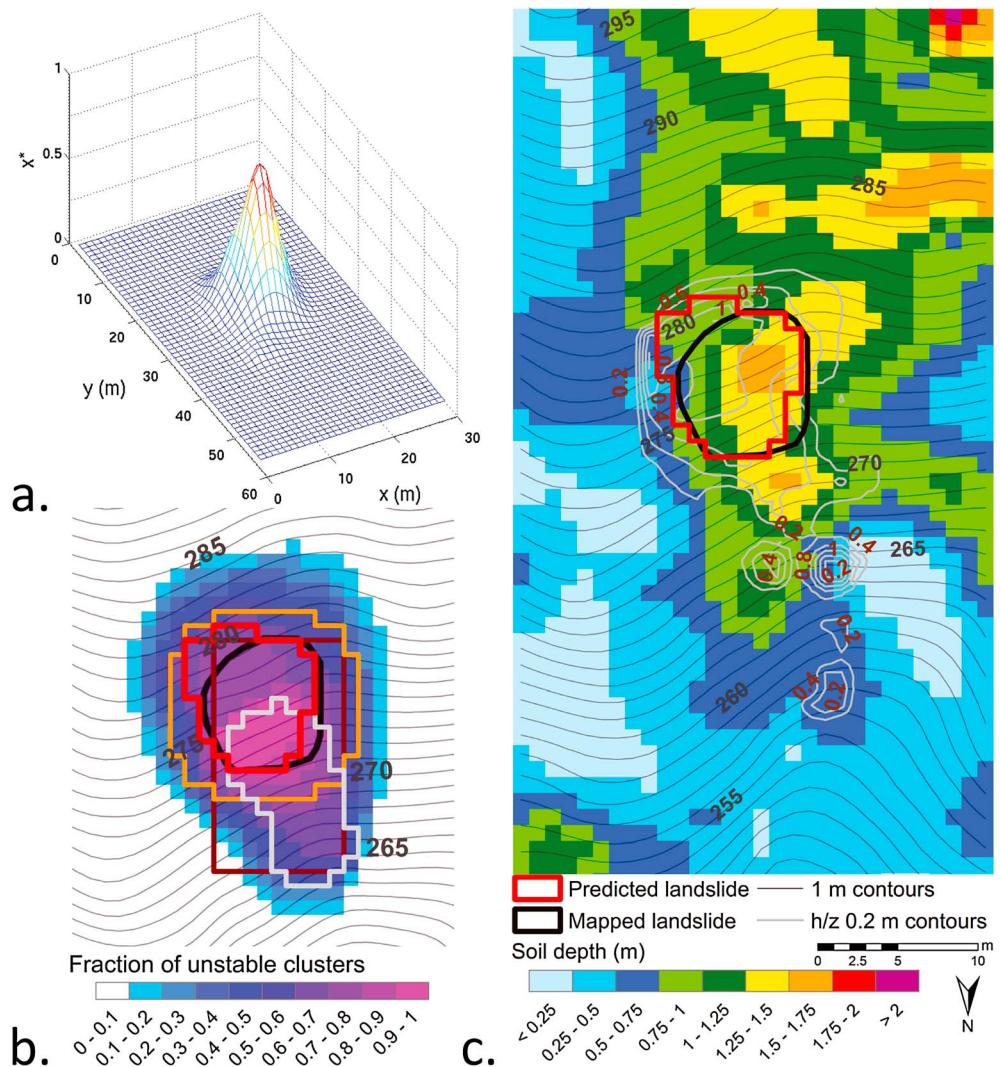 1
0.5
0
X*
0
10
20
30
40
50
60
y (m)
0
10
20
30
x (m)
a.
285
280
275
270
265
Fraction of unstable clusters
0 - 0.1
0.1 - 0.2
0.2 - 0.3
0.3 - 0.4
0.4 - 0.5
0.5 - 0.6
0.6 - 0.7
0.7 - 0.8
0.8 - 0.9
0.9 - 1
b.
295
290
285
0.6
0.4
1
280
0.2
0.8
0.4
275
270
0.2
0.4
0.8
1
0.2
0.4
265
0.2
0.4
0.2
260
255
Predicted landslide
1 m contours
Mapped landslide
h/z 0.2 m contours
Soil depth (m)
0
2.5
5
10
m
< 0.25
0.25 - 0.5
0.5 - 0.75
0.75 - 1
1 - 1.25
1.25 - 1.5
1.5 - 1.75
1.75 - 2
> 2
N
c.